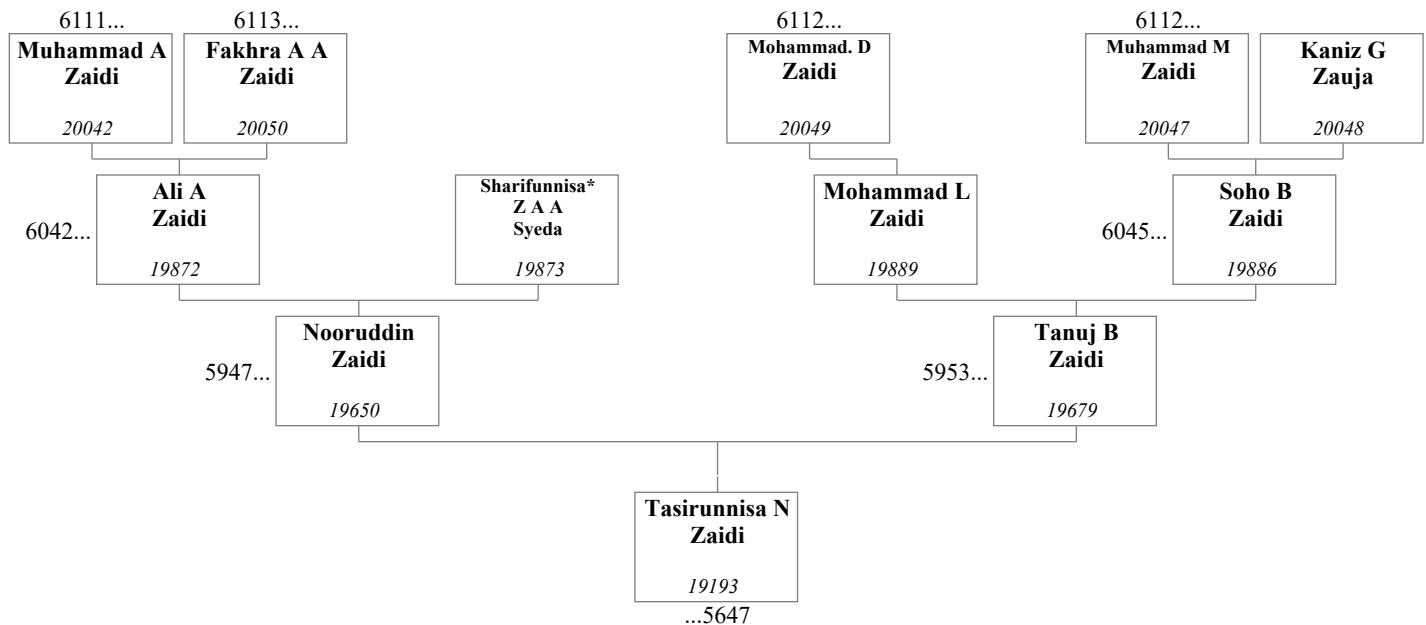 6111...
6113...
6112...
6112...
Muhammad A
Zaidi
20042
Fakhra A A
Zaidi
20050
Mohammad. D
Zaidi
20049
Muhammad M
Zaidi
20047
Kaniz G
Zauja
20048
6042...
Ali A
Zaidi
19872
Sharifunnisa*
Z A A
Syeda
19873
Mohammad L
Zaidi
19889
6045...
Soho B
Zaidi
19886
5947...
Nooruddin
Zaidi
19650
5953...
Tanuj B
Zaidi
19679
Tasirunnisa N
Zaidi
19193
...5647